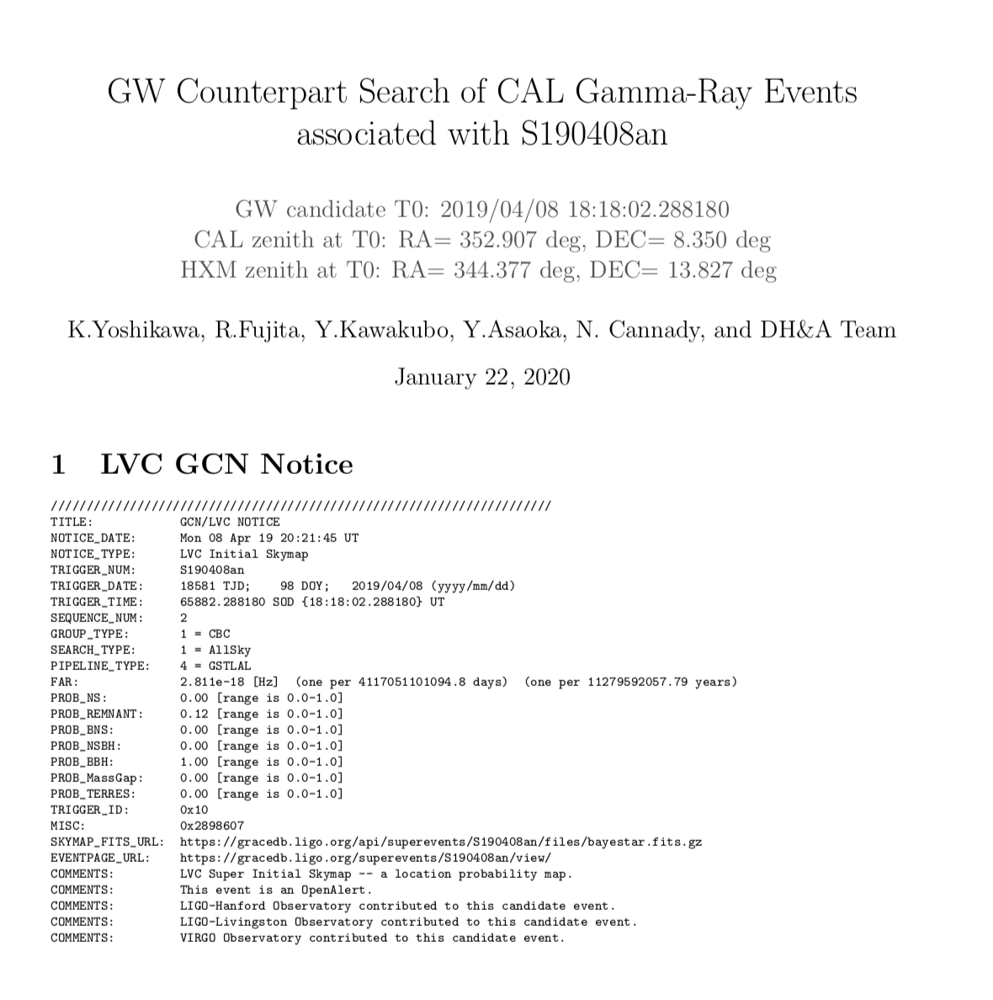 GW Counterpart Search of CAL Gamma-Ray Events
associated with S190408an
GW candidate T0: 2019/04/08 18:18:02.288180
CAL zenith at T0: RA= 352.907 deg, DEC= 8.350 deg
HXM zenith at T0: RA= 344.377 deg, DEC= 13.827 deg
K.Yoshikawa, R.Fujita, Y.Kawakubo, Y.Asaoka, N. Cannady, and DH&A Team
January 22, 2020
1 LVC GCN Notice
//////////////////////////////////////////////////////////////////////
TITLE: GCN/LVC NOTICE
NOTICE_DATE: Mon 08 Apr 19 20:21:45 UT
NOTICE_TYPE: LVC Initial Skymap
TRIGGER_NUM: S190408an
TRIGGER_DATE: 18581 TJD; 98 DOY; 2019/04/08 (yyyy/mm/dd)
TRIGGER_TIME: 65882.288180 SOD {18:18:02.288180} UT
SEQUENCE_NUM: 2
GROUP_TYPE: 1 = CBC
SEARCH_TYPE: 1 = AllSky
PIPELINE_TYPE: 4 = GSTLAL
FAR: 2.811e-18 [Hz] (one per 4117051101094.8 days) (one per 11279592057.79 years)
PROB_NS: 0.00 [range is 0.0-1.0]
PROB_REMNANT: 0.12 [range is 0.0-1.0]
PROB_BNS: 0.00 [range is 0.0-1.0]
PROB_NSBH: 0.00 [range is 0.0-1.0]
PROB_BBH: 1.00 [range is 0.0-1.0]
PROB_MassGap: 0.00 [range is 0.0-1.0]
PROB_TERRES: 0.00 [range is 0.0-1.0]
TRIGGER_ID: 0x10
MISC: 0x2898607
SKYMAP_FITS_URL: https://gracedb.ligo.org/api/superevents/S190408an/files/bayestar.fits.gz
EVENTPAGE_URL: https://gracedb.ligo.org/superevents/S190408an/view/
COMMENTS: LVC Super Initial Skymap -- a location probability map.
COMMENTS: This event is an OpenAlert.
COMMENTS: LIGO-Hanford Observatory contributed to this candidate event.
COMMENTS: LIGO-Livingston Observatory contributed to this candidate event.
COMMENTS: VIRGO Observatory contributed to this candidate event.